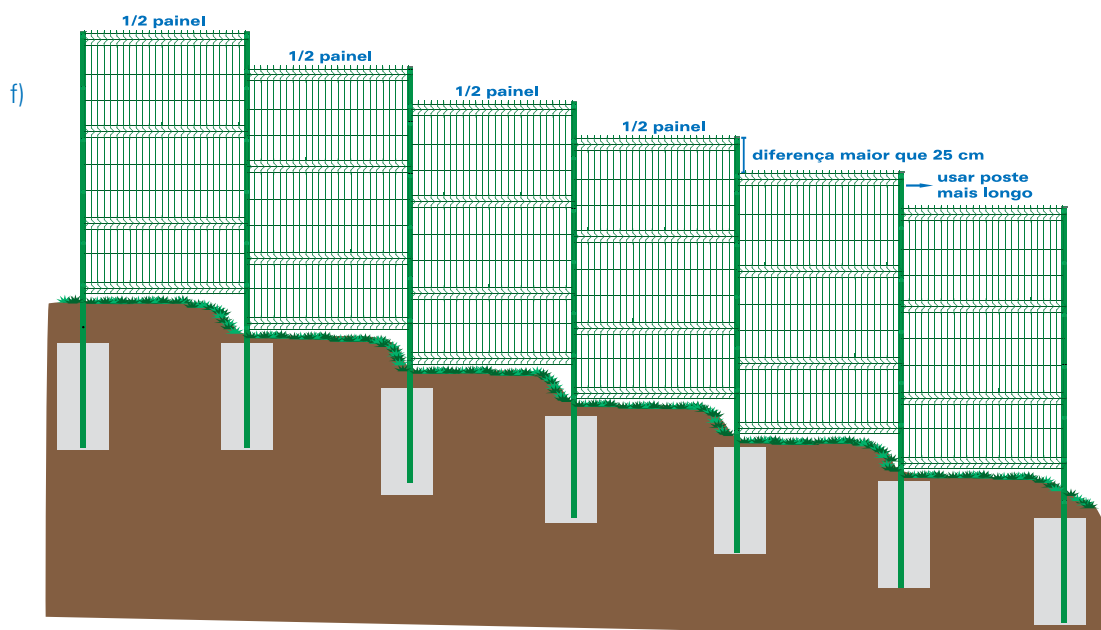 1/2 painel
1/2 painel
f)
1/2 painel
1/2 painel
diferença maior que 25 cm
usar poste
mais longo